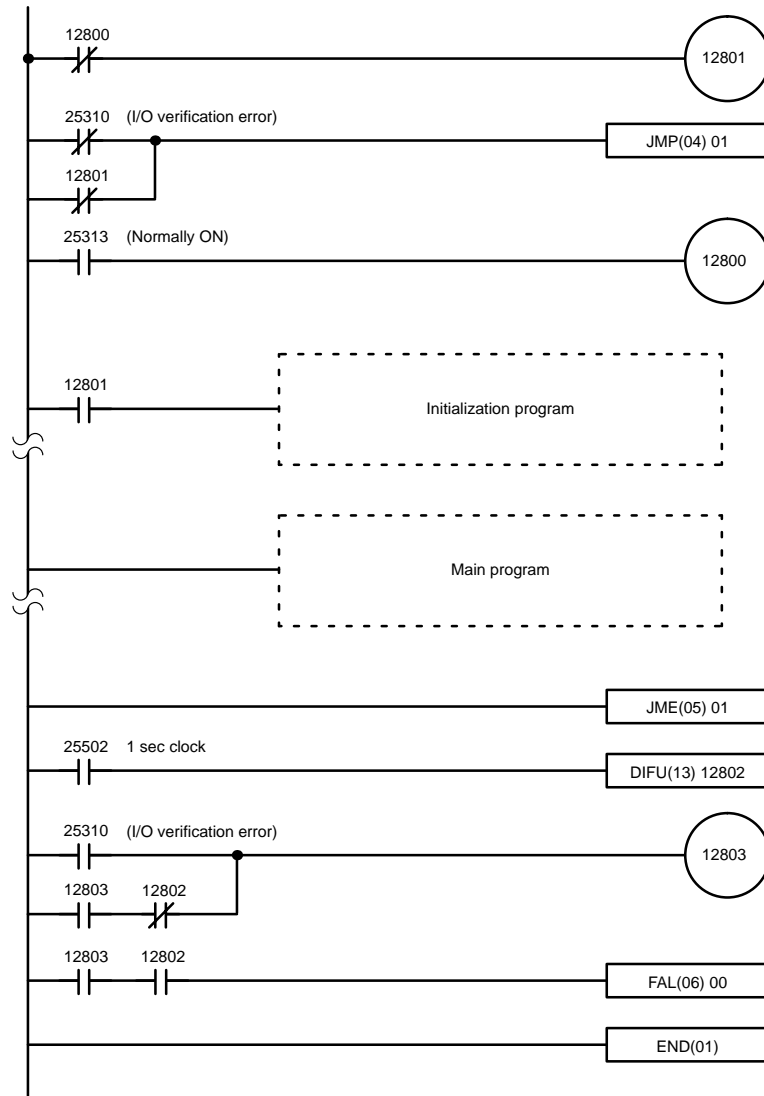 12800
12801
25310 (I/O verification error)
JMP(04) 01
12801
25313 (Normally ON)
12800
12801
Initialization program
Main program
JME(05) 01
25502 1 sec clock
DIFU(13) 12802
25310 (I/O verification error)
12803
12803 12802
12803 12802
FAL(06) 00
END(01)